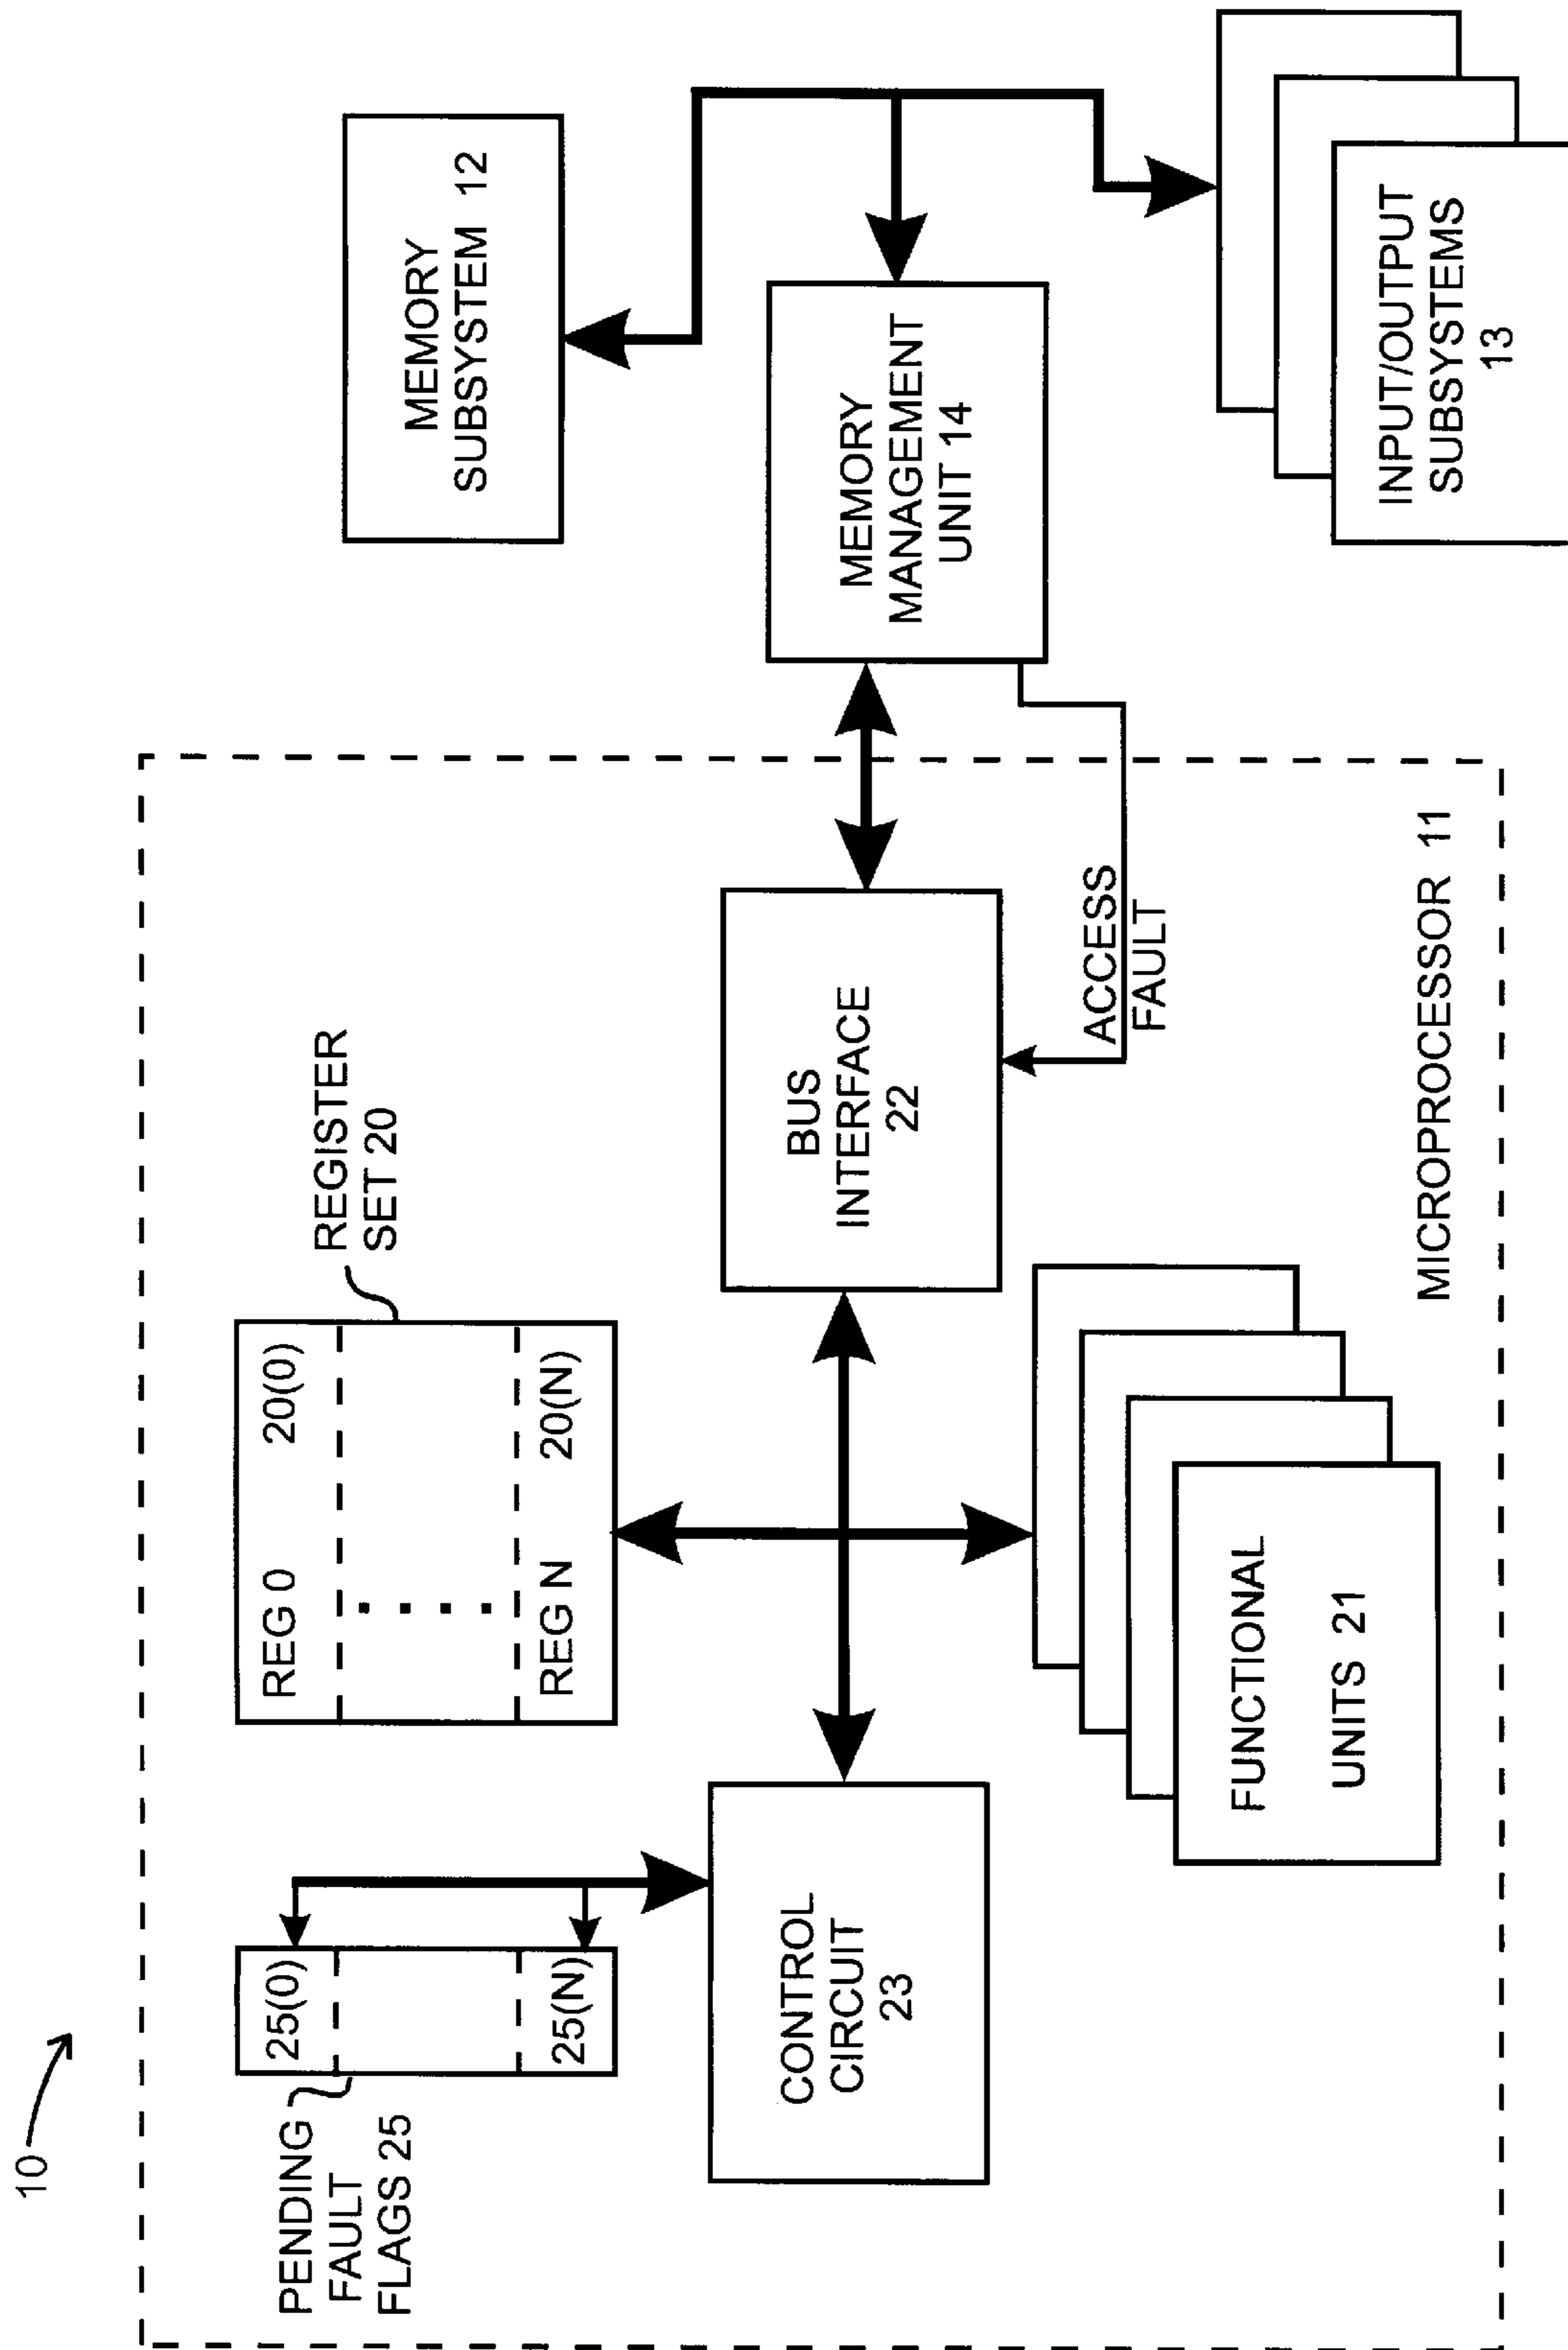 10
PENDING
FAULT
FLAGS 25
25(0)
25(N)
REG 0 20(0)
REG N 20(N)
REGISTER
SET 20
MEMORY
SUBSYSTEM 12
CONTROL
CIRCUIT
23
BUS
INTERFACE
22
MEMORY
MANAGEMENT
UNIT 14
ACCESS
FAULT
FUNCTIONAL
UNITS 21
MICROPROCESSOR 11
INPUT/OUTPUT
SUBSYSTEMS
13